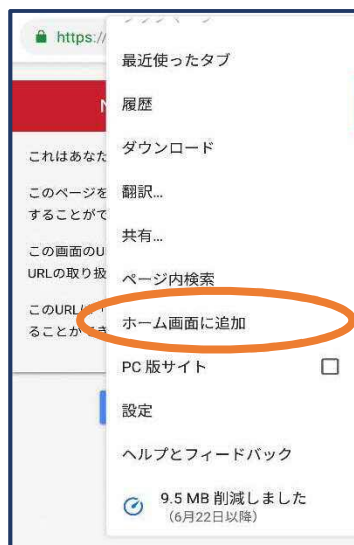 https://
最近使ったタブ
履歴
ダウンロード
翻訳...
共有...
ページ内検索
ホーム画面に追加
PC 版サイト
設定
ヘルプとフィードバック
9.5 MB 削減しました
(6月22日以降)
N
これはあなた
このページを
することがで
この画面のU
URLの取り扱
このURL
ることができ